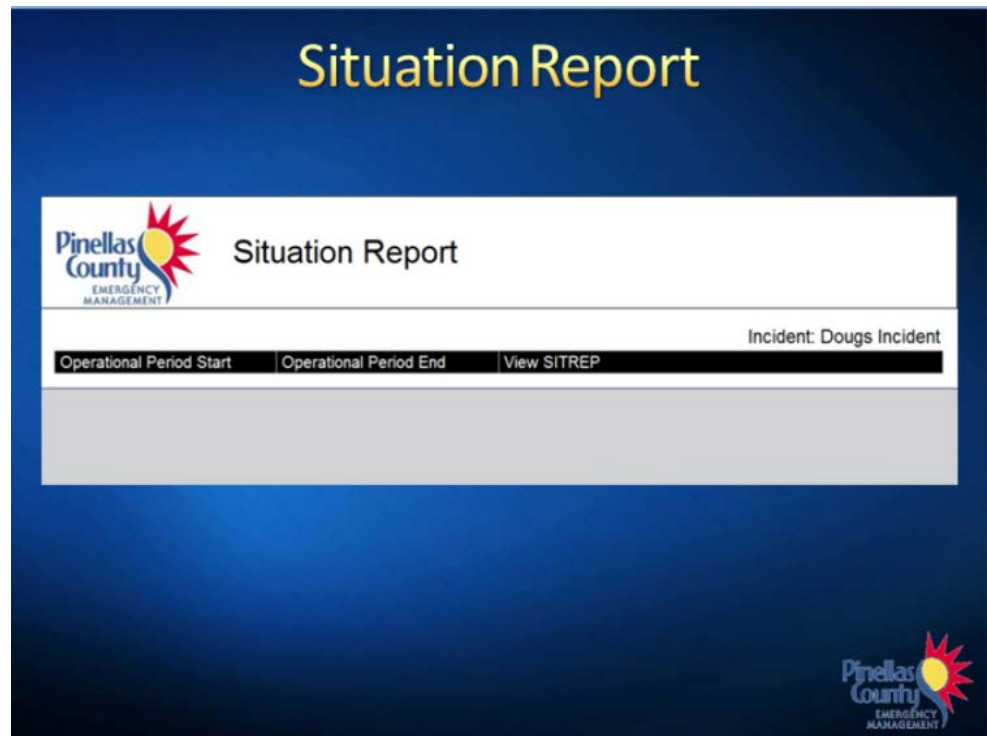 Situation Report
Pinellas
County
EMERGENCY
MANAGEMENT
Situation Report
Incident: Dougs Incident
Operational Period Start Operational Period End View SITREP
Pinellas
County
EMERGENCY
MANAGEMENT